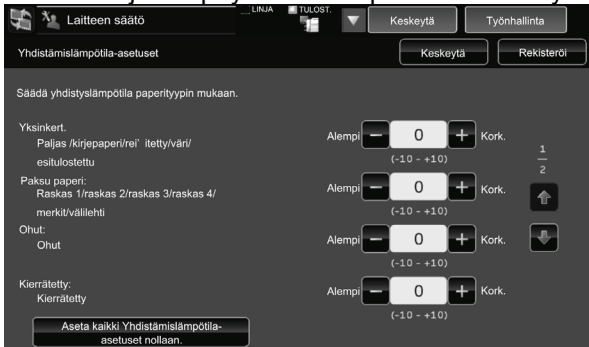 Laitteen säätö
LINJA
TULOST.
Keskeytä
Työnhallinta
Yhdistämislämpötila-asetukset
Keskeytä
Rekisteröi
Säädä yhdistyslämpötila paperityypin mukaan.
Yksinkert.
Paljas /kirjepaperi/rei' itetty/väri/
esitulostettu
Alempi − 0 + Kork.
(-10 - +10)
1
2
Paksu paperi:
Raskas 1/raskas 2/raskas 3/raskas 4/
merkit/välilehti
Alempi − 0 + Kork.
(-10 - +10)
Ohut:
Ohut
Alempi − 0 + Kork.
(-10 - +10)
Kierrätetty:
Kierrätetty
Alempi − 0 + Kork.
(-10 - +10)
Aseta kaikki Yhdistämislämpötila-
asetukset nollaan.